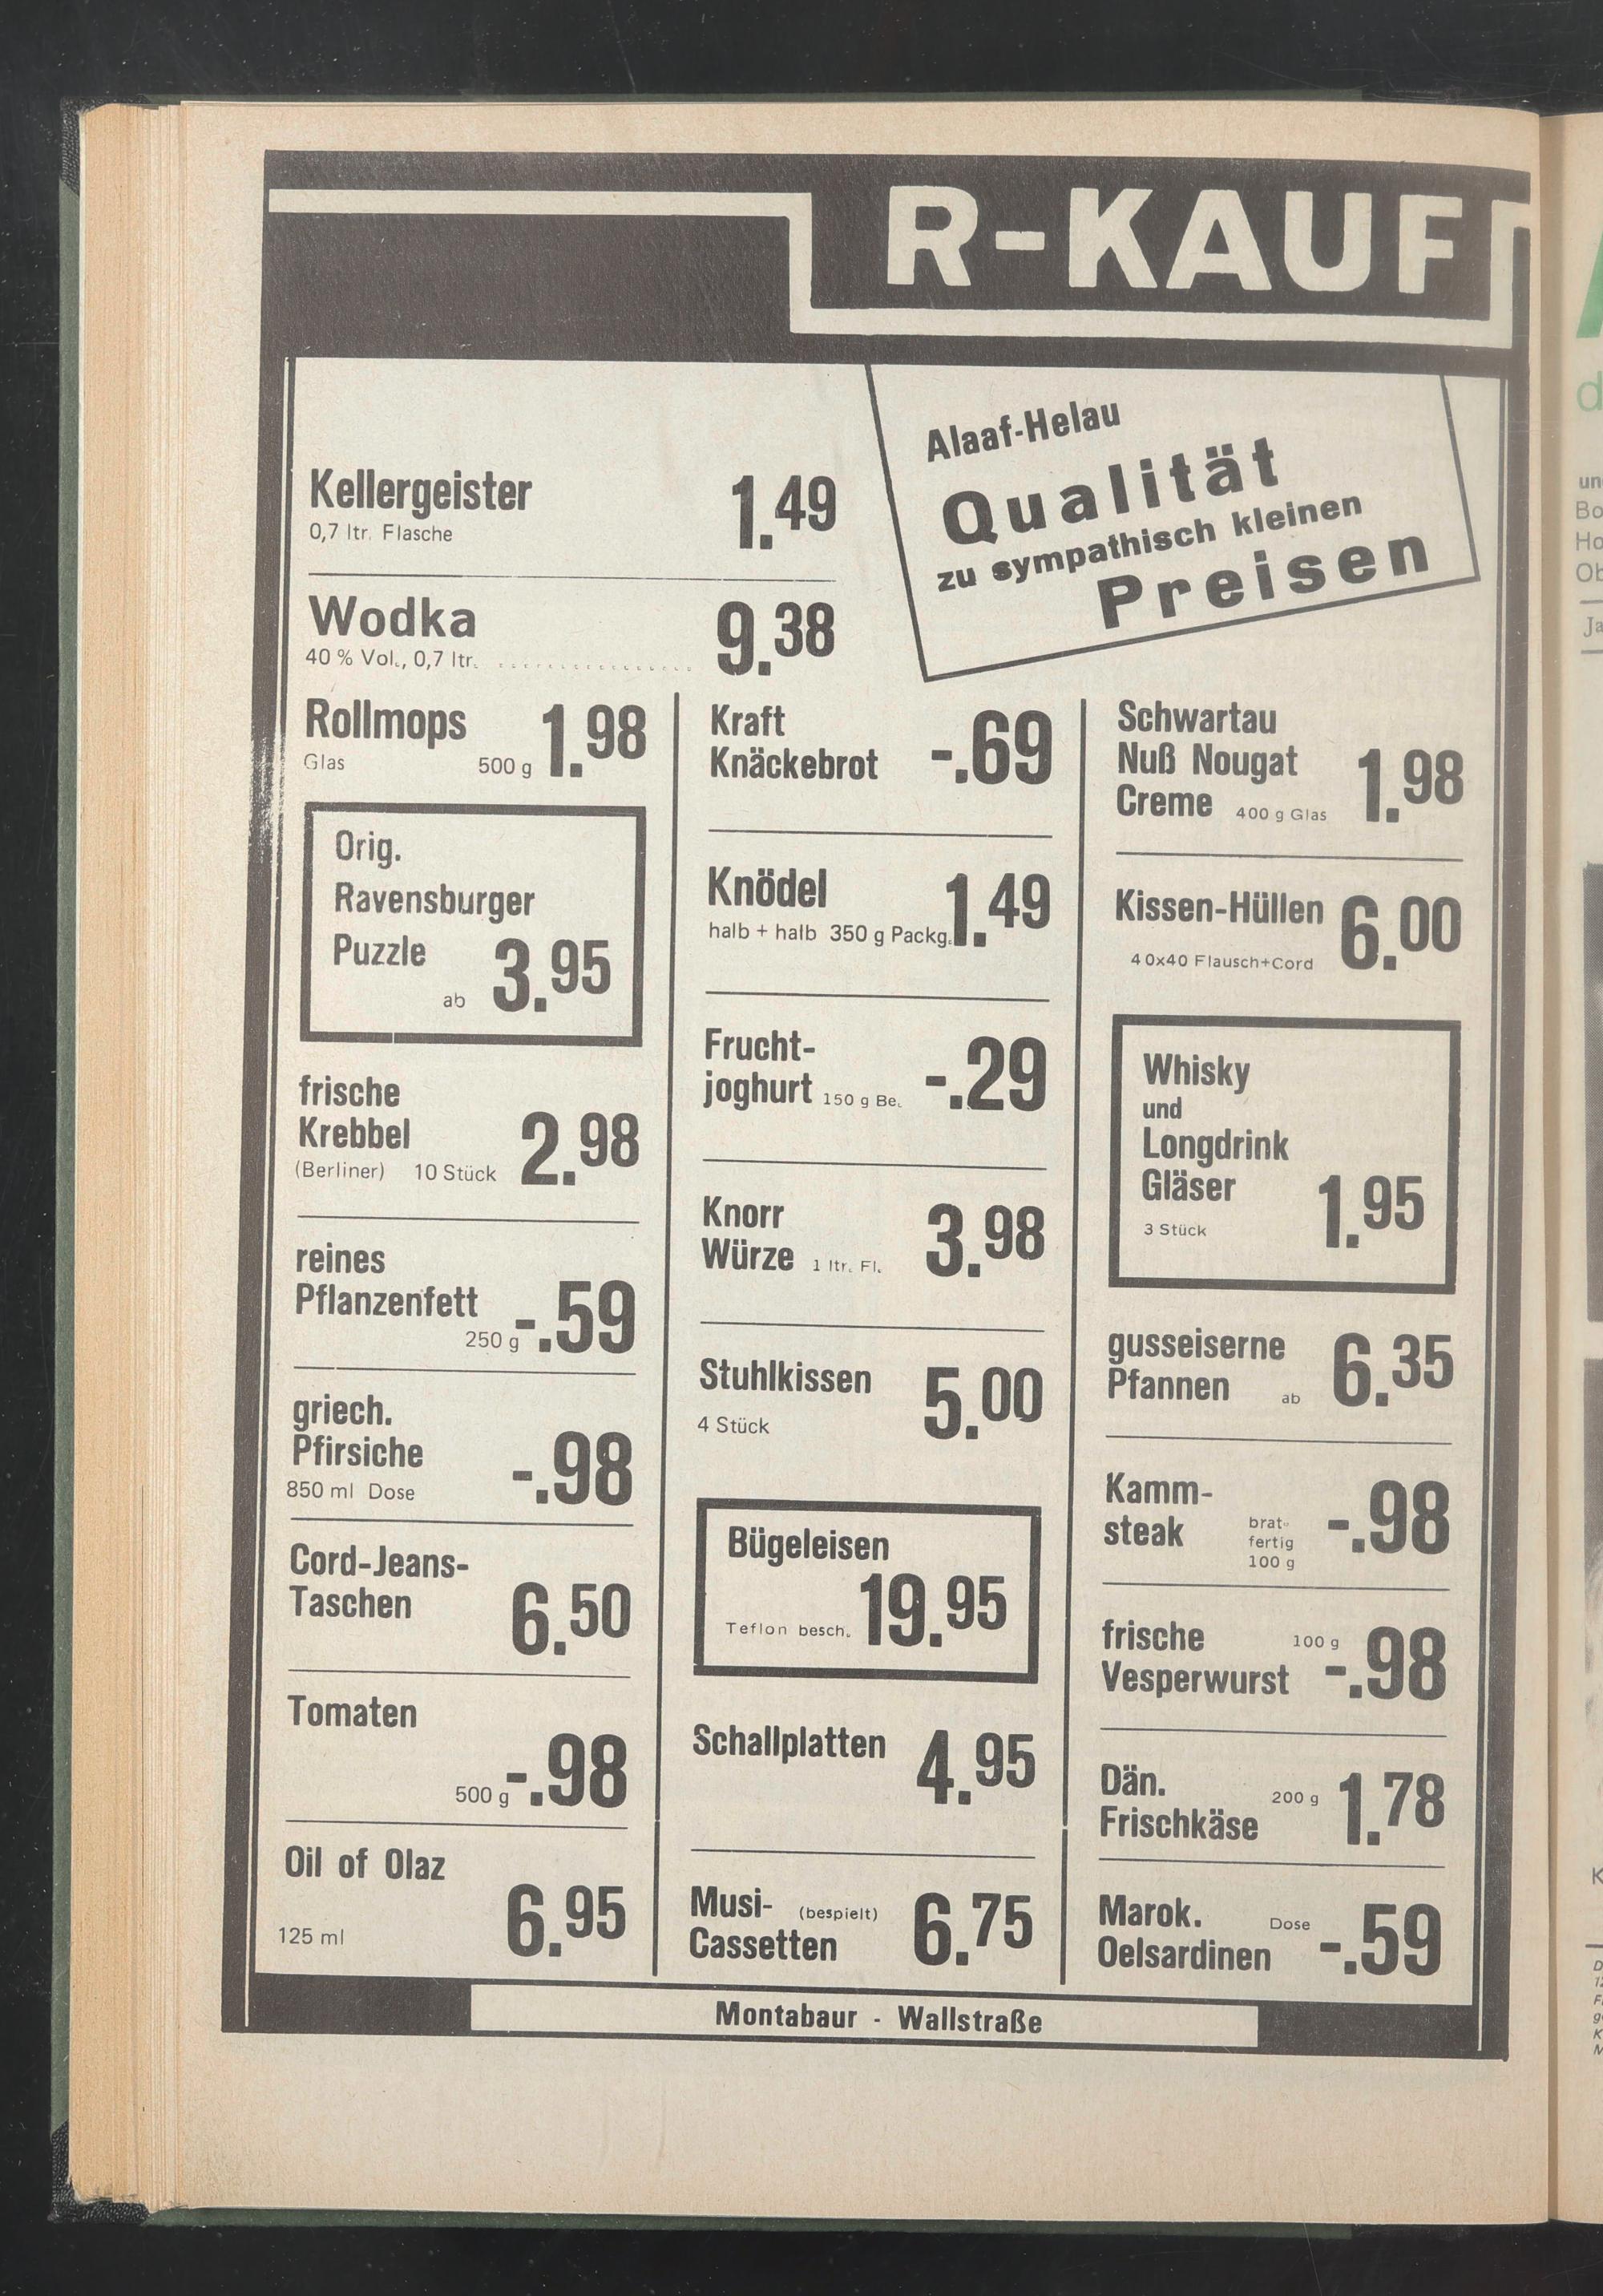 R-KAUF
Alaaf-Helau
Qualität
zu sympathisch kleinen
Preisen
Kellergeister 1.49
0,7 ltr. Flasche
Wodka 9.38
40 % Vol., 0,7 ltr. ....................
Rollmops 1.98
Glas 500 g
Orig.
Ravensburger
Puzzle
ab 3.95
frische
Krebbel 2.98
(Berliner) 10 Stück
reines
Pflanzenfett
250 g -.59
griech.
Pfirsiche -.98
850 ml Dose
Cord-Jeans-
Taschen 6.50
Tomaten
500 g -.98
Oil of Olaz
125 ml 6.95
Kraft
Knäckebrot -.69
Knödel 1.49
halb + halb 350 g Packg.
Frucht-
joghurt 150 g Be. -.29
Knorr
Würze 1 ltr. Fl. 3.98
Stuhlkissen 5.00
4 Stück
Bügeleisen
Teflon besch. 19.95
Schallplatten 4.95
Musi- (bespielt)
Cassetten 6.75
Schwartau
Nuß Nougat
Creme 400 g Glas 1.98
Kissen-Hüllen 6.00
40x40 Flausch+Cord
Whisky
und
Longdrink
Gläser 1.95
3 Stück
gusseiserne
Pfannen ab 6.35
Kamm-
steak -.98
brat-
fertig
100 g
frische 100 g
Vesperwurst -.98
Dän. 200 g 1.78
Frischkäse
Marok. Dose
Oelsardinen -.59
Montabaur - Wallstraße